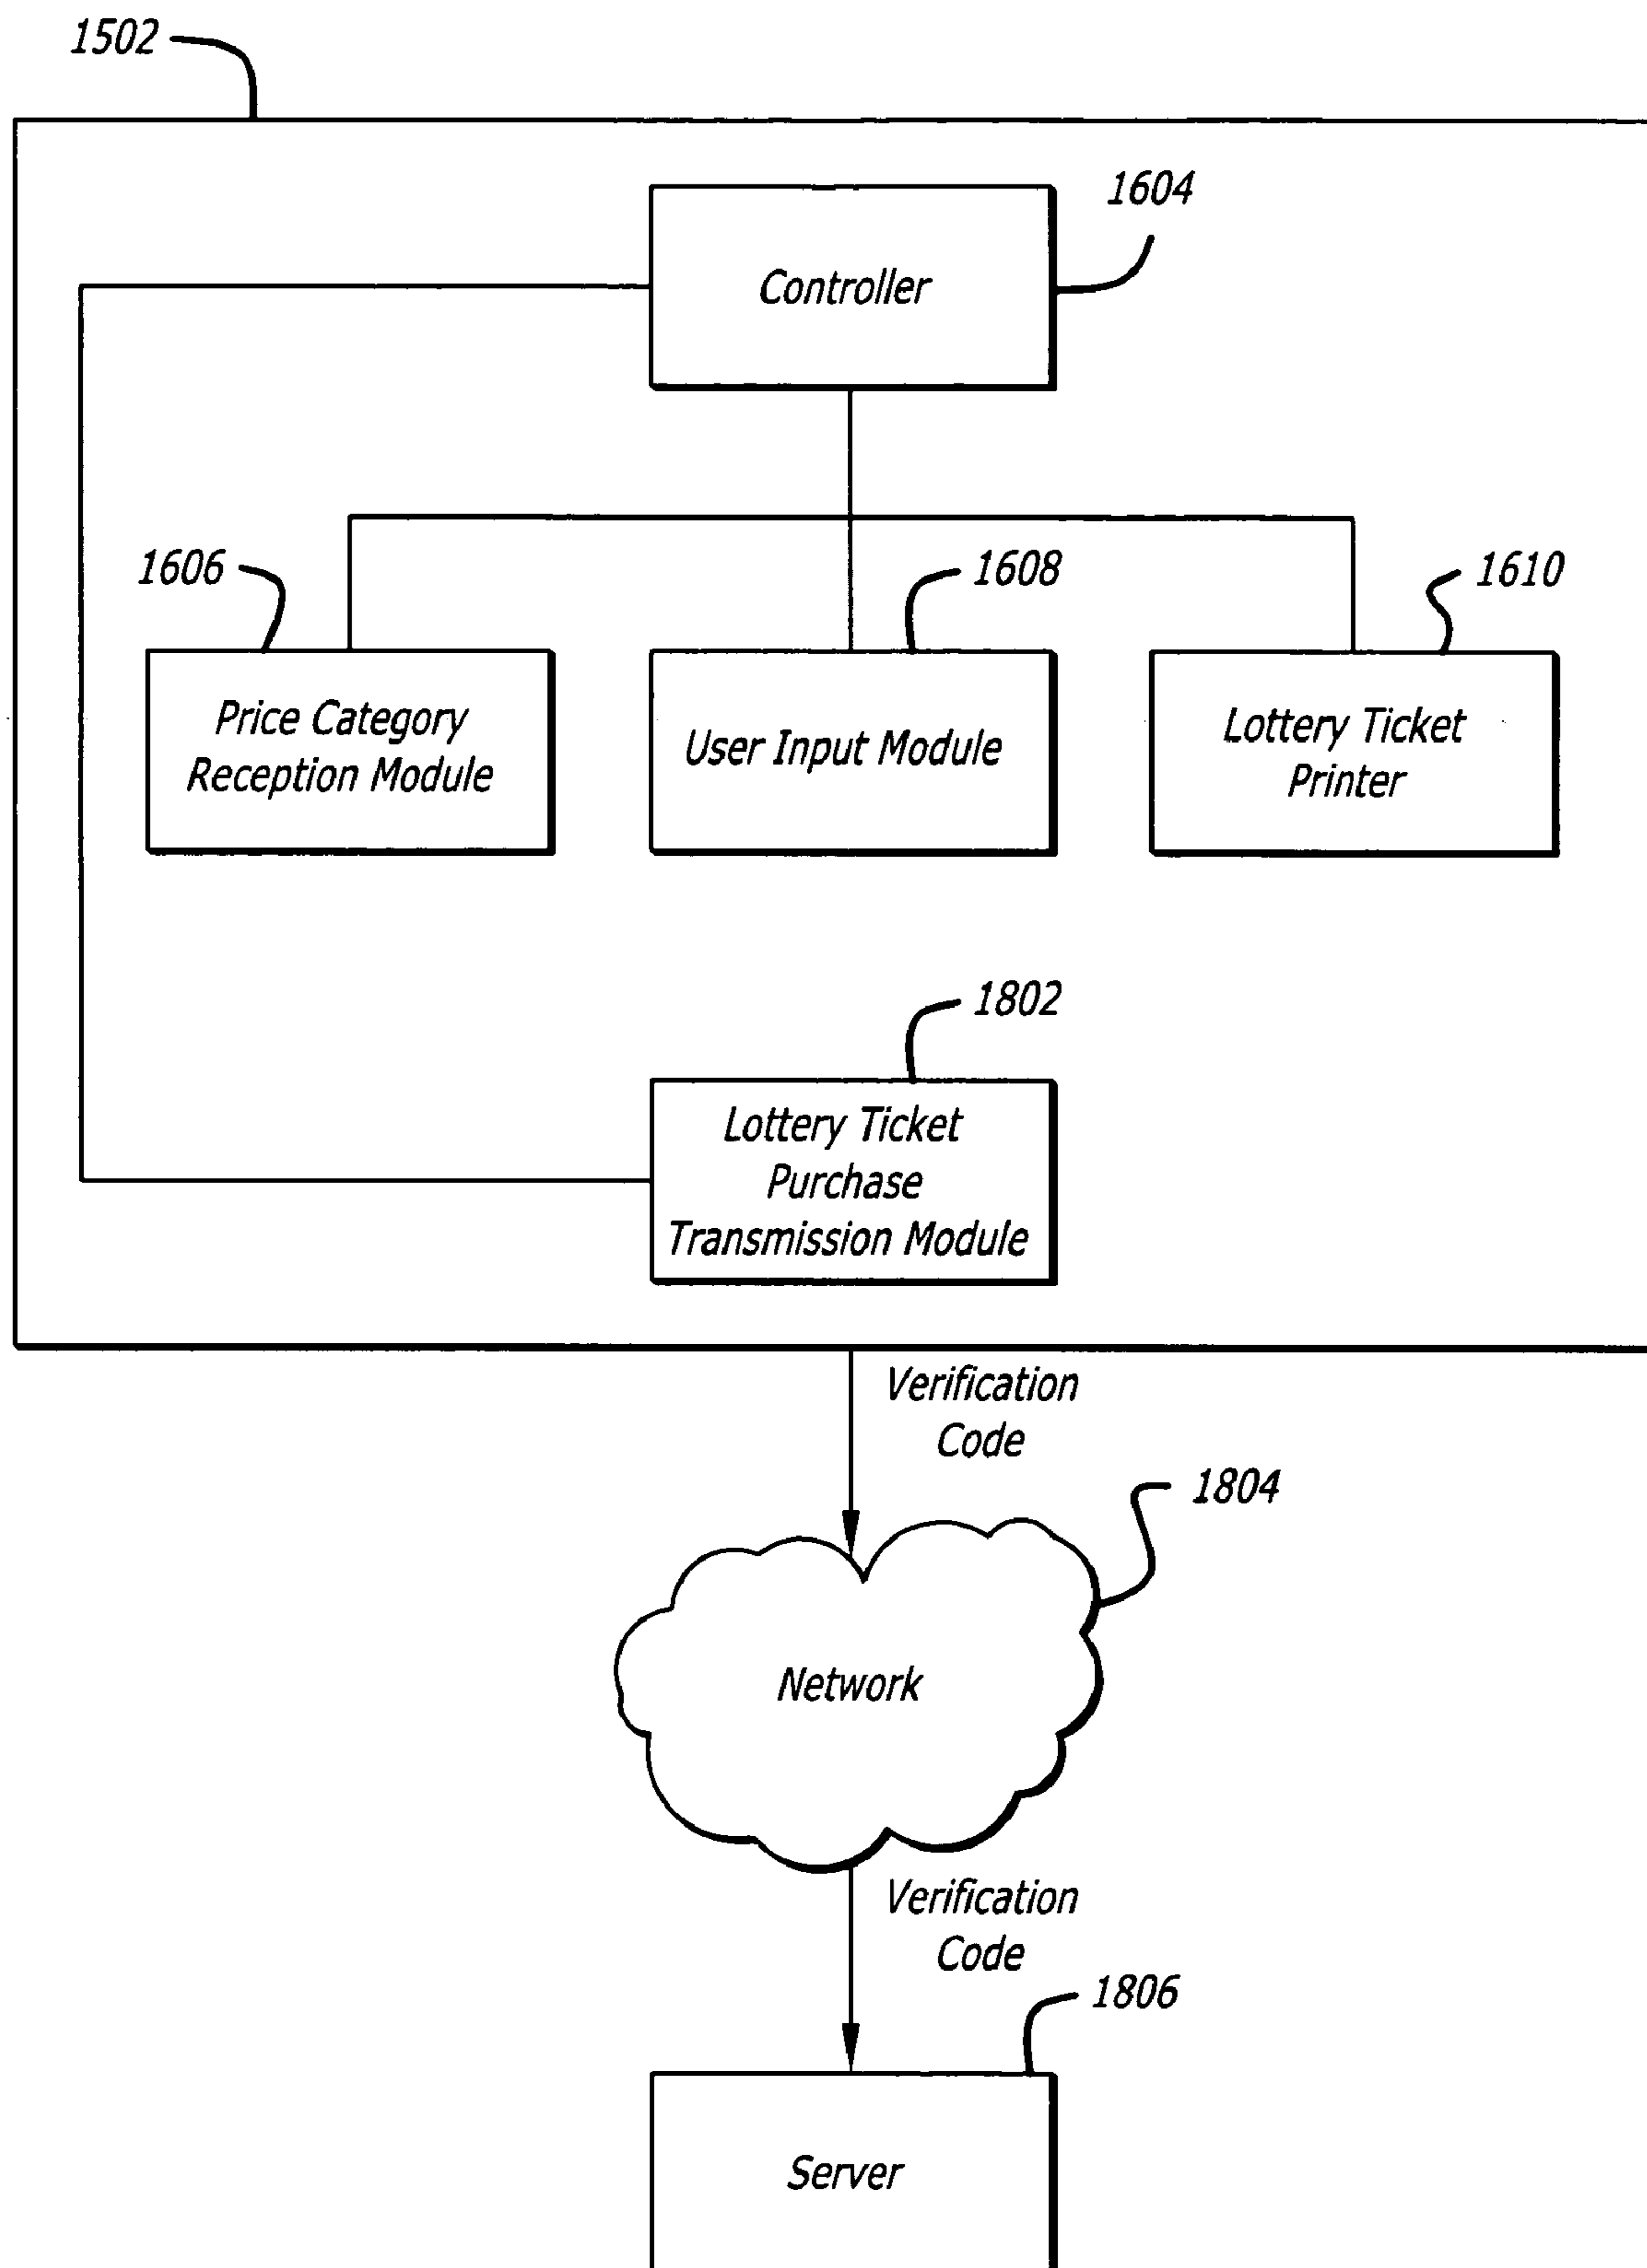 1502
1604
Controller
1606
1608
1610
Price Category
Reception Module
User Input Module
Lottery Ticket
Printer
1802
Lottery Ticket
Purchase
Transmission Module
Verification
Code
1804
Network
Verification
Code
1806
Server